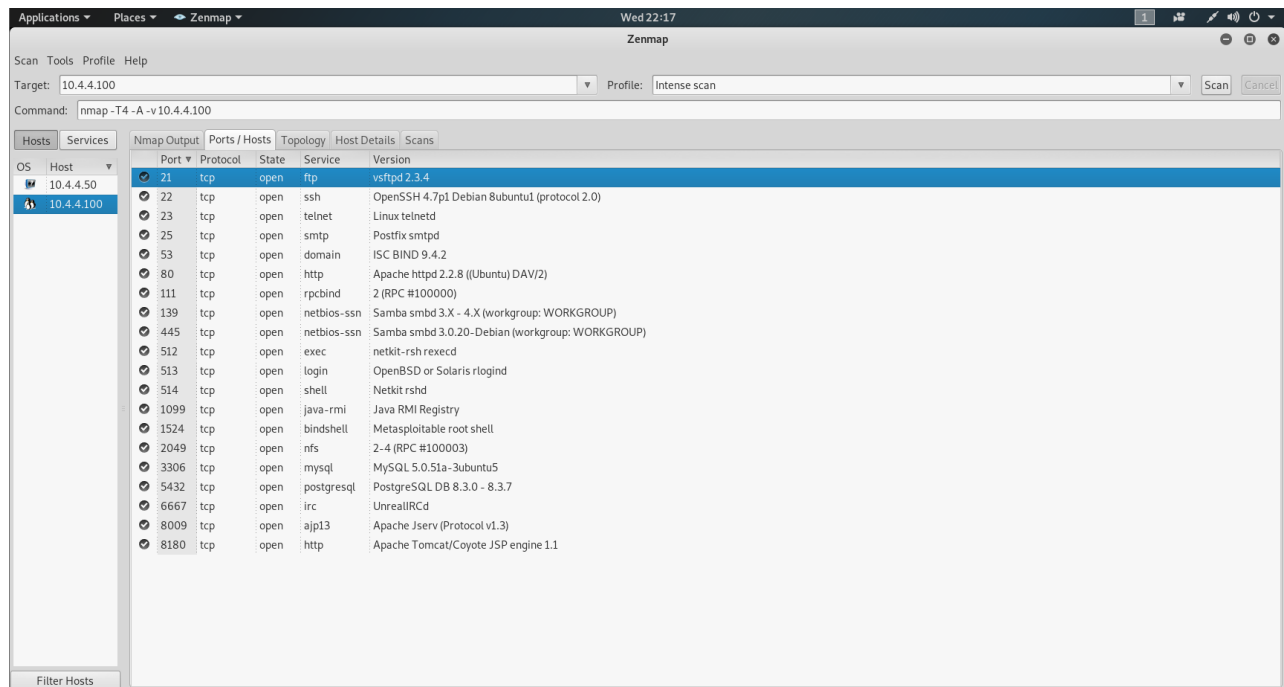 Applications Places Zenmap Wed 22:17 1
Zenmap
Scan Tools Profile Help
Target: 10.4.4.100 Profile: Intense scan Scan Cancel
Command: nmap -T4 -A -v 10.4.4.100
Hosts Services Nmap Output Ports / Hosts Topology Host Details Scans
OS Host Port Protocol State Service Version
10.4.4.50
10.4.4.100
21 tcp open ftp vsftpd 2.3.4
22 tcp open ssh OpenSSH 4.7p1 Debian 8ubuntu1 (protocol 2.0)
23 tcp open telnet Linux telnetd
25 tcp open smtp Postfix smtpd
53 tcp open domain ISC BIND 9.4.2
80 tcp open http Apache httpd 2.2.8 ((Ubuntu) DAV/2)
111 tcp open rpcbind 2 (RPC #100000)
139 tcp open netbios-ssn Samba smbd 3.X - 4.X (workgroup: WORKGROUP)
445 tcp open netbios-ssn Samba smbd 3.0.20-Debian (workgroup: WORKGROUP)
512 tcp open exec netkit-rsh rexecd
513 tcp open login OpenBSD or Solaris rlogind
514 tcp open shell Netkit rshd
1099 tcp open java-rmi Java RMI Registry
1524 tcp open bindshell Metasploitable root shell
2049 tcp open nfs 2-4 (RPC #100003)
3306 tcp open mysql MySQL 5.0.51a-3ubuntu5
5432 tcp open postgresql PostgreSQL DB 8.3.0 - 8.3.7
6667 tcp open irc UnrealIRCd
8009 tcp open ajp13 Apache Jserv (Protocol v1.3)
8180 tcp open http Apache Tomcat/Coyote JSP engine 1.1
Filter Hosts